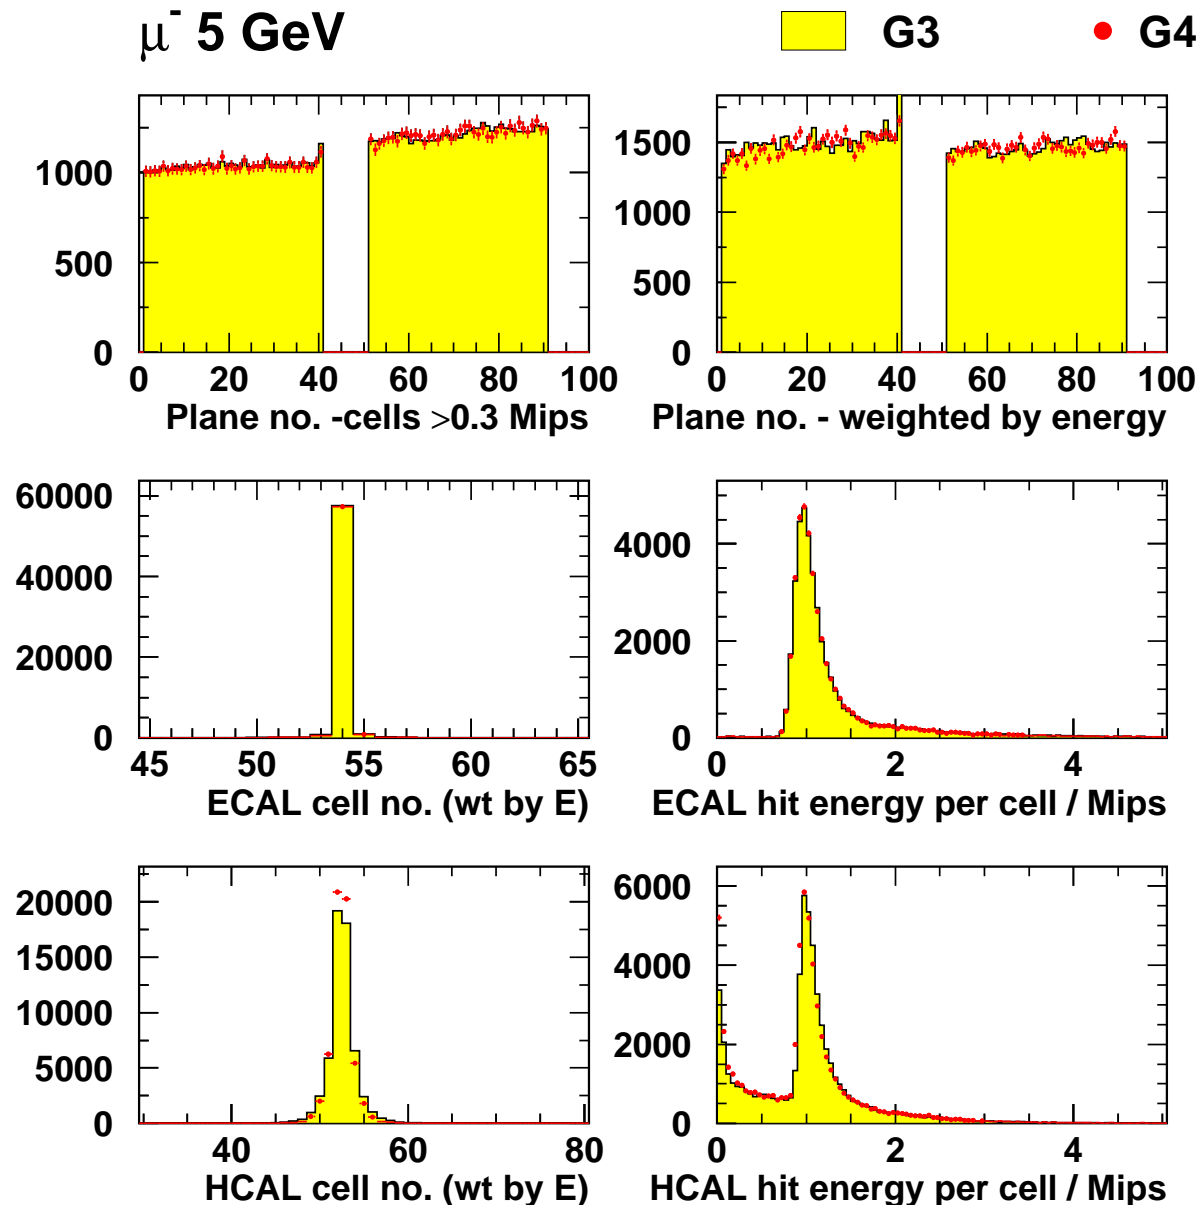 μ⁻ 5 GeV
G3
G4
1000
500
0
0 20 40 60 80 100
Plane no. -cells >0.3 Mips
1500
1000
500
0
0 20 40 60 80 100
Plane no. - weighted by energy
60000
40000
20000
0
45 50 55 60 65
ECAL cell no. (wt by E)
4000
2000
0
0 2 4
ECAL hit energy per cell / Mips
20000
15000
10000
5000
0
40 60 80
HCAL cell no. (wt by E)
6000
4000
2000
0
0 2 4
HCAL hit energy per cell / Mips